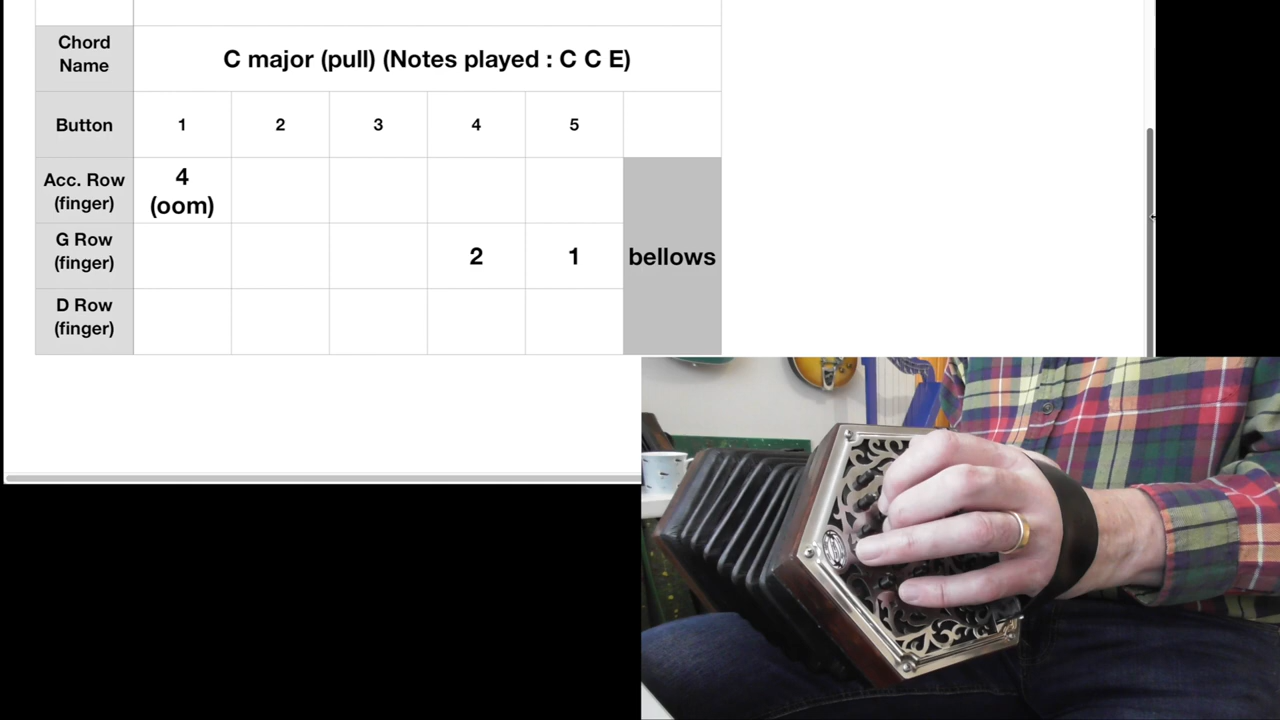 Chord
Name
C major (pull) (Notes played : C C E)
Button
1
2
3
4
5
Acc. Row
(finger)
4
(oom)
G Row
(finger)
2
1
bellows
D Row
(finger)